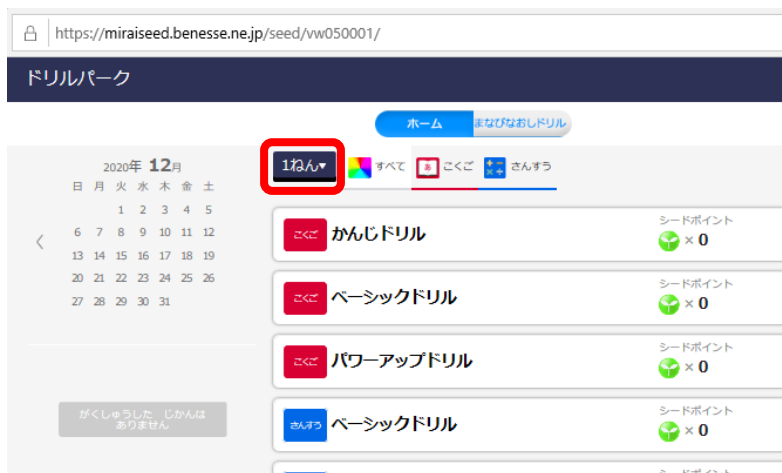 https://miraiseed.benesse.ne.jp/seed/vw050001/
ドリルパーク
ホーム まなびなおしドリル
1ねん▾ すべて あ こくご さんすう
2020年 12月
日 月 火 水 木 金 土
1 2 3 4 5
6 7 8 9 10 11 12
13 14 15 16 17 18 19
20 21 22 23 24 25 26
27 28 29 30 31
がくしゅうした じかんは
ありません
こくご かんじドリル シードポイント
× 0
こくご ベーシックドリル シードポイント
× 0
こくご パワーアップドリル シードポイント
× 0
さんすう ベーシックドリル シードポイント
× 0